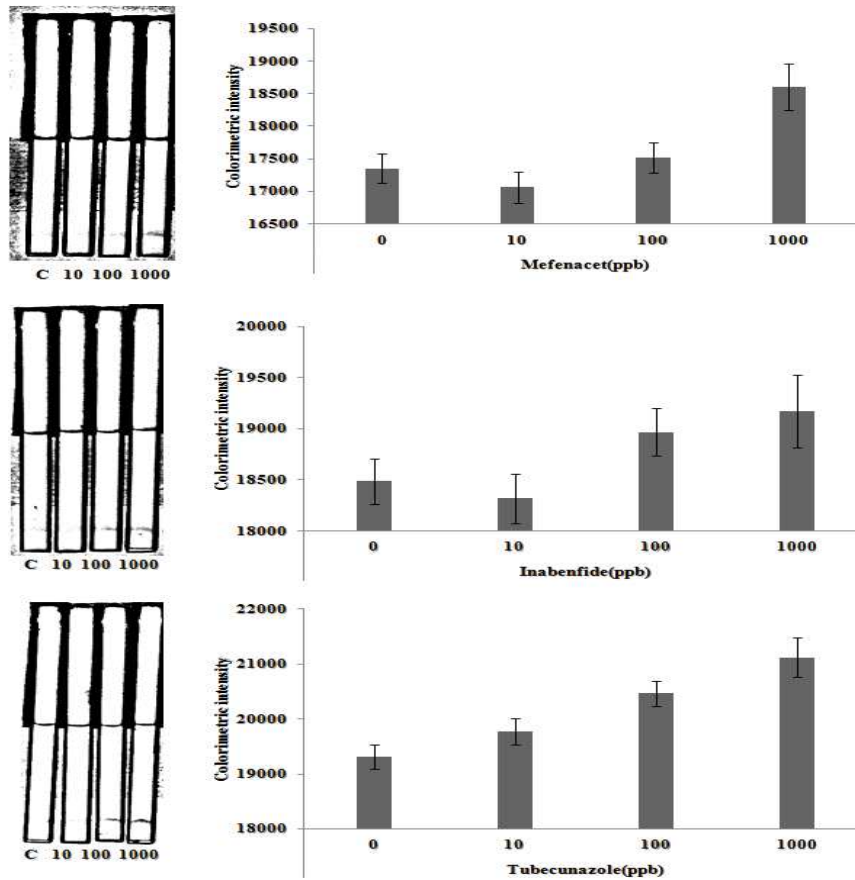 C 10 100 1000
Colorimetric intensity
19500
19000
18500
18000
17500
17000
16500
0 10 100 1000
Mefenacet(ppb)
C 10 100 1000
Colorimetric intensity
20000
19500
19000
18500
18000
0 10 100 1000
Inabenfide(ppb)
C 10 100 1000
Colorimetric intensity
22000
21000
20000
19000
18000
0 10 100 1000
Tubecunazole(ppb)